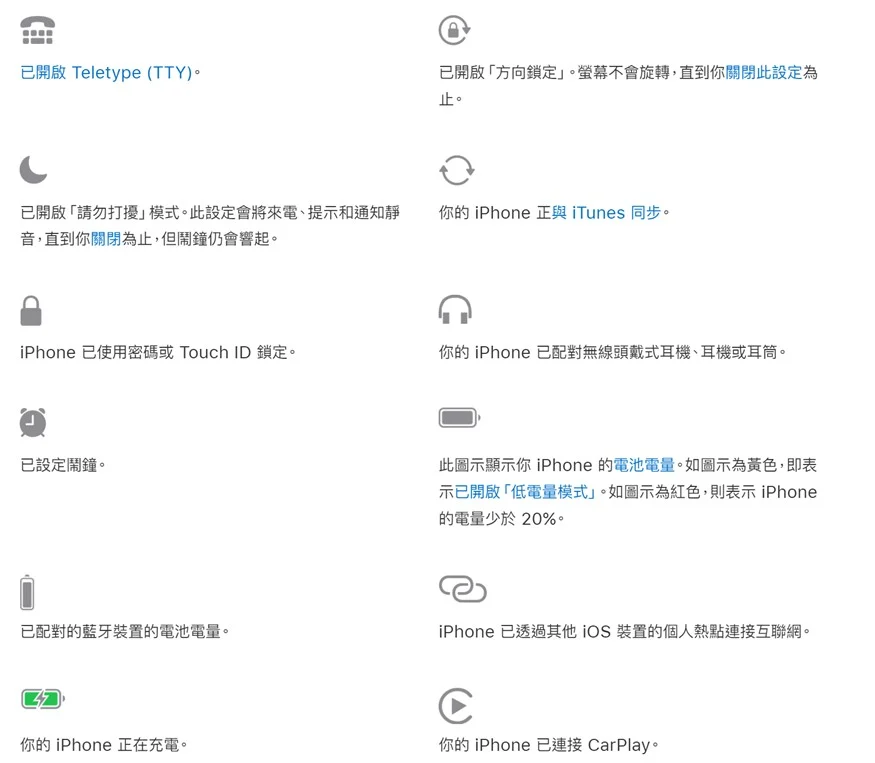 已開啟 Teletype (TTY)。
已開啟「方向鎖定」。螢幕不會旋轉，直到你關閉此設定為
止。
已開啟「請勿打擾」模式。此設定會將來電、提示和通知靜
音，直到你關閉為止，但鬧鐘仍會響起。
你的 iPhone 正與 iTunes 同步。
iPhone 已使用密碼或 Touch ID 鎖定。
你的 iPhone 已配對無線頭戴式耳機、耳機或耳筒。
已設定鬧鐘。
此圖示顯示你 iPhone 的電池電量。如圖示為黃色，即表
示已開啟「低電量模式」。如圖示為紅色，則表示 iPhone
的電量少於 20%。
已配對的藍牙裝置的電池電量。
iPhone 已透過其他 iOS 裝置的個人熱點連接互聯網。
你的 iPhone 正在充電。
你的 iPhone 已連接 CarPlay。